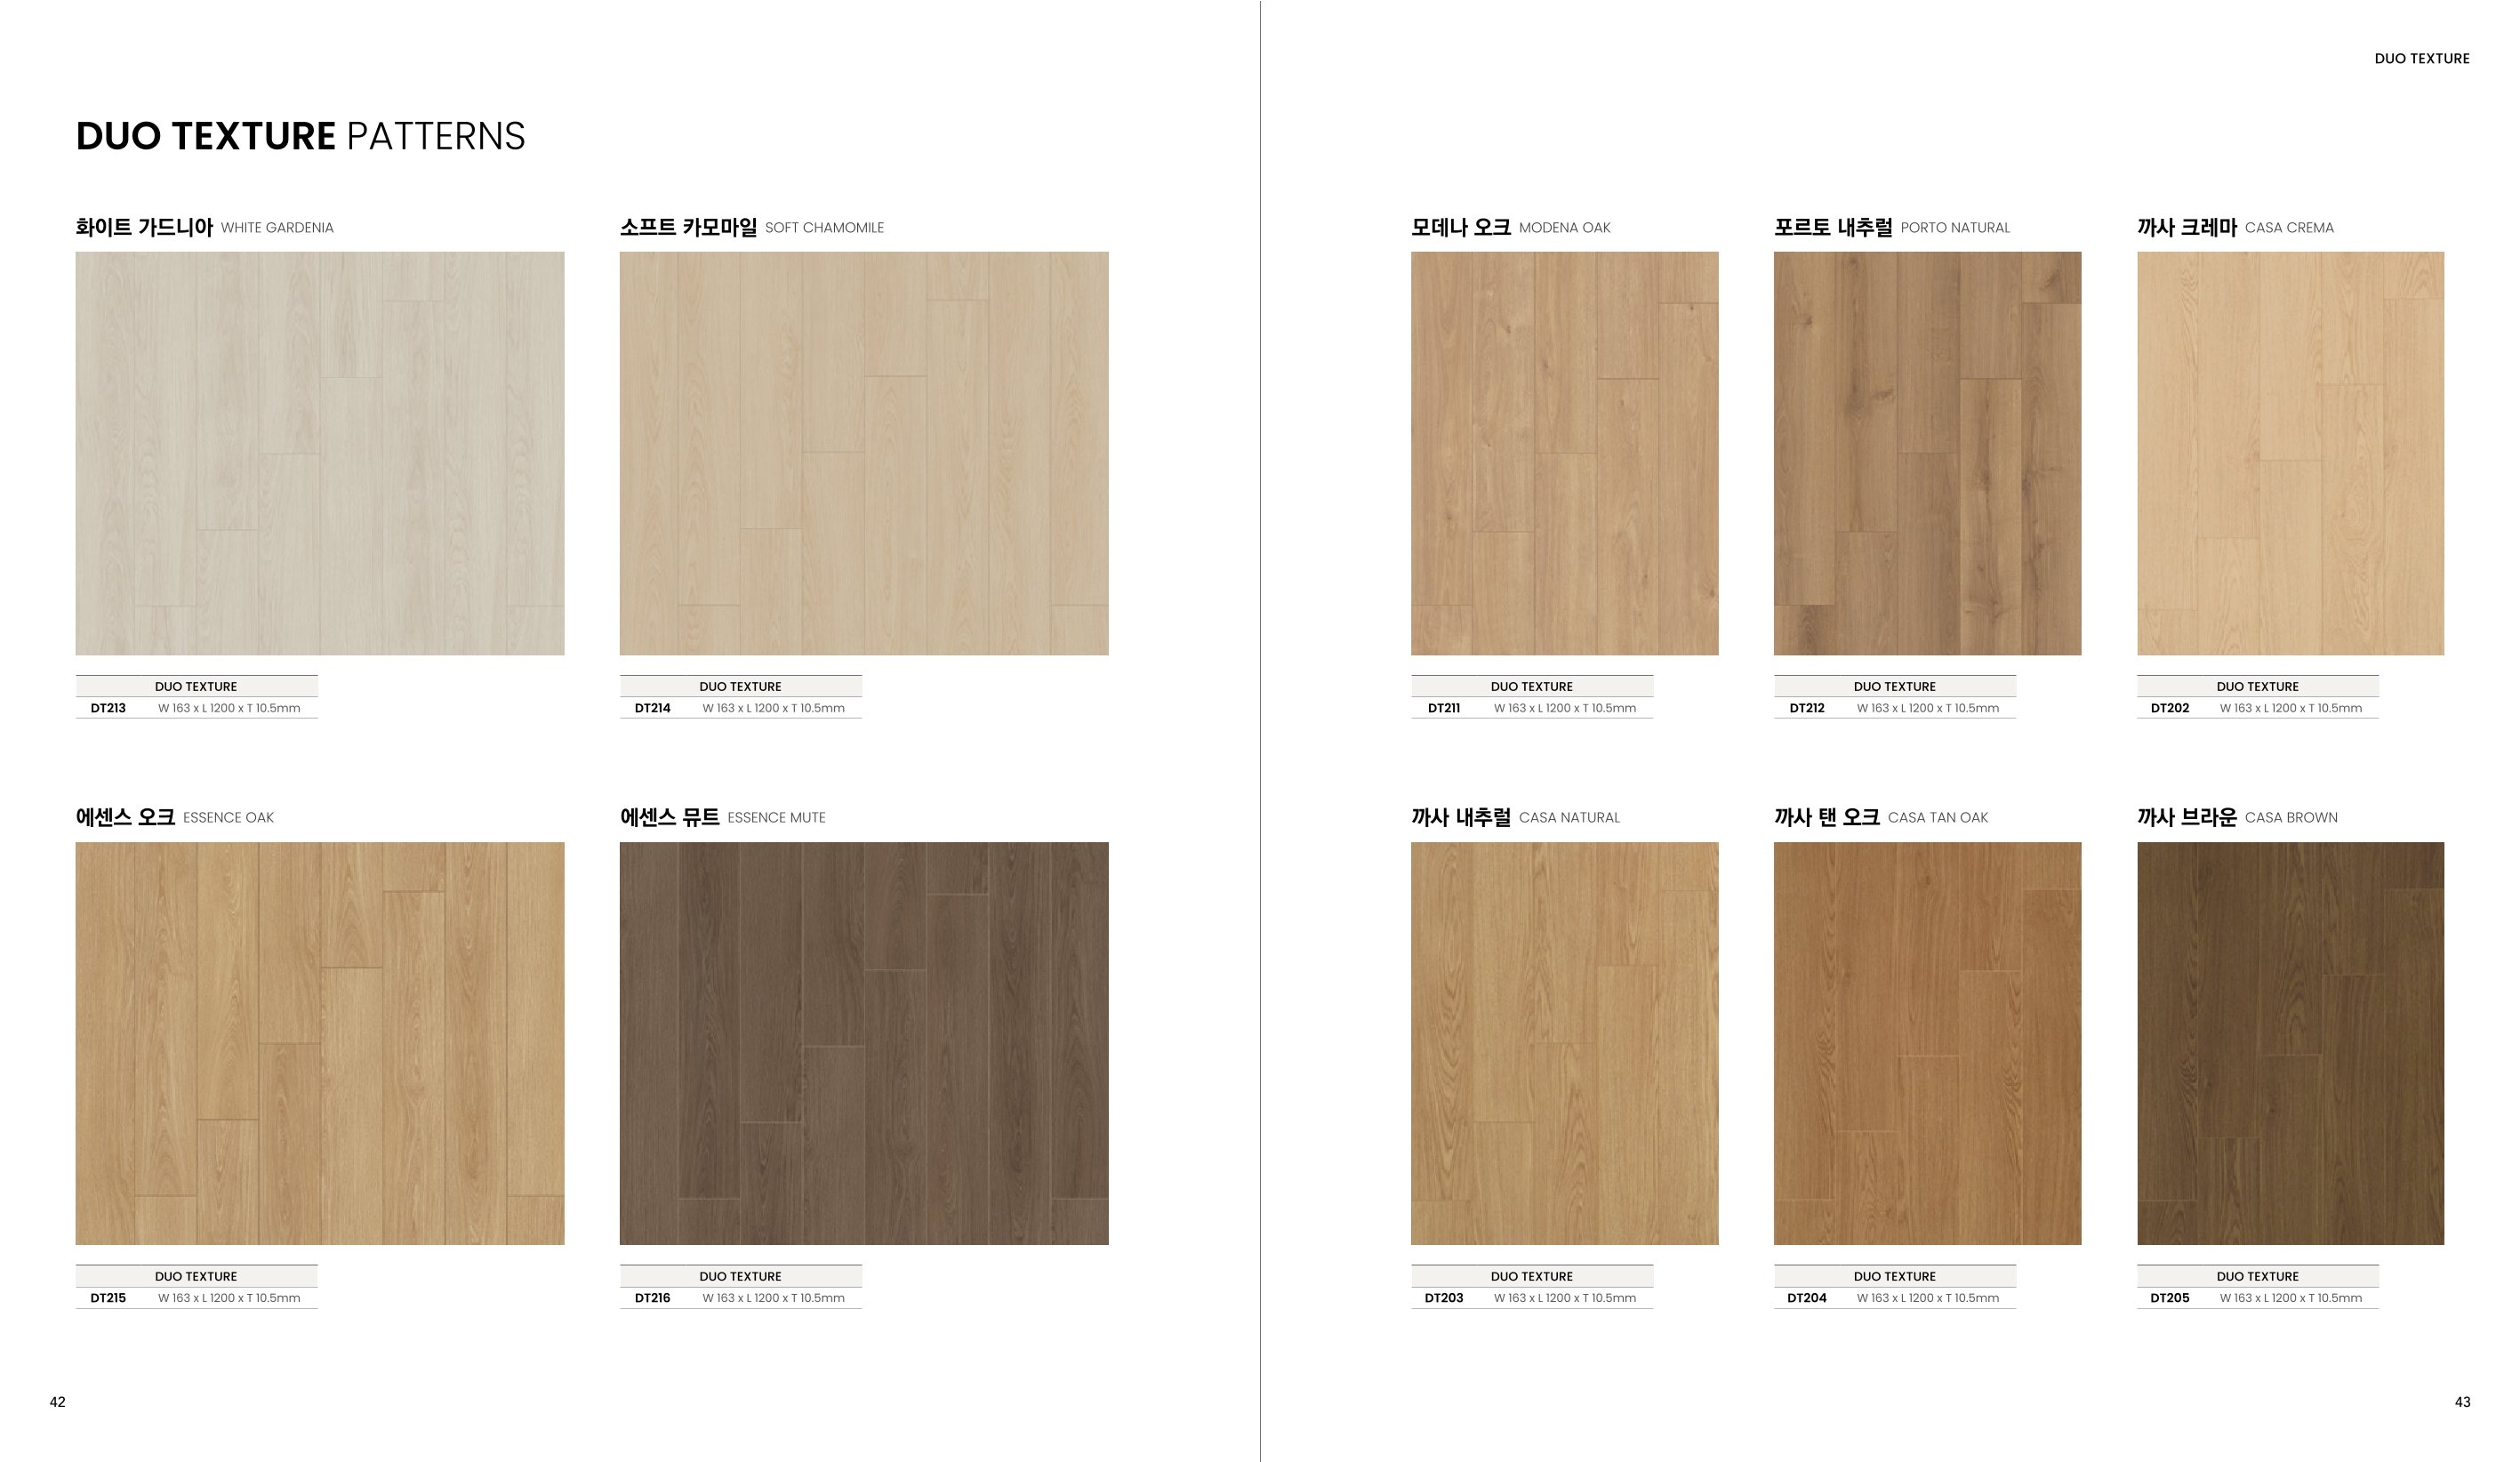 DUO TEXTURE
DUO TEXTURE PATTERNS
화이트 가드니아 WHITE GARDENIA
소프트 카모마일 SOFT CHAMOMILE
DUO TEXTURE
DT213 W 163 x L 1200 x T 10.5mm
DUO TEXTURE
DT214 W 163 x L 1200 x T 10.5mm
에센스 오크 ESSENCE OAK
에센스 뮤트 ESSENCE MUTE
DUO TEXTURE
DT215 W 163 x L 1200 x T 10.5mm
DUO TEXTURE
DT216 W 163 x L 1200 x T 10.5mm
42
모데나 오크 MODENA OAK
포르토 내추럴 PORTO NATURAL
까사 크레마 CASA CREMA
DUO TEXTURE
DT211 W 163 x L 1200 x T 10.5mm
DUO TEXTURE
DT212 W 163 x L 1200 x T 10.5mm
DUO TEXTURE
DT202 W 163 x L 1200 x T 10.5mm
까사 내추럴 CASA NATURAL
까사 탠 오크 CASA TAN OAK
까사 브라운 CASA BROWN
DUO TEXTURE
DT203 W 163 x L 1200 x T 10.5mm
DUO TEXTURE
DT204 W 163 x L 1200 x T 10.5mm
DUO TEXTURE
DT205 W 163 x L 1200 x T 10.5mm
43